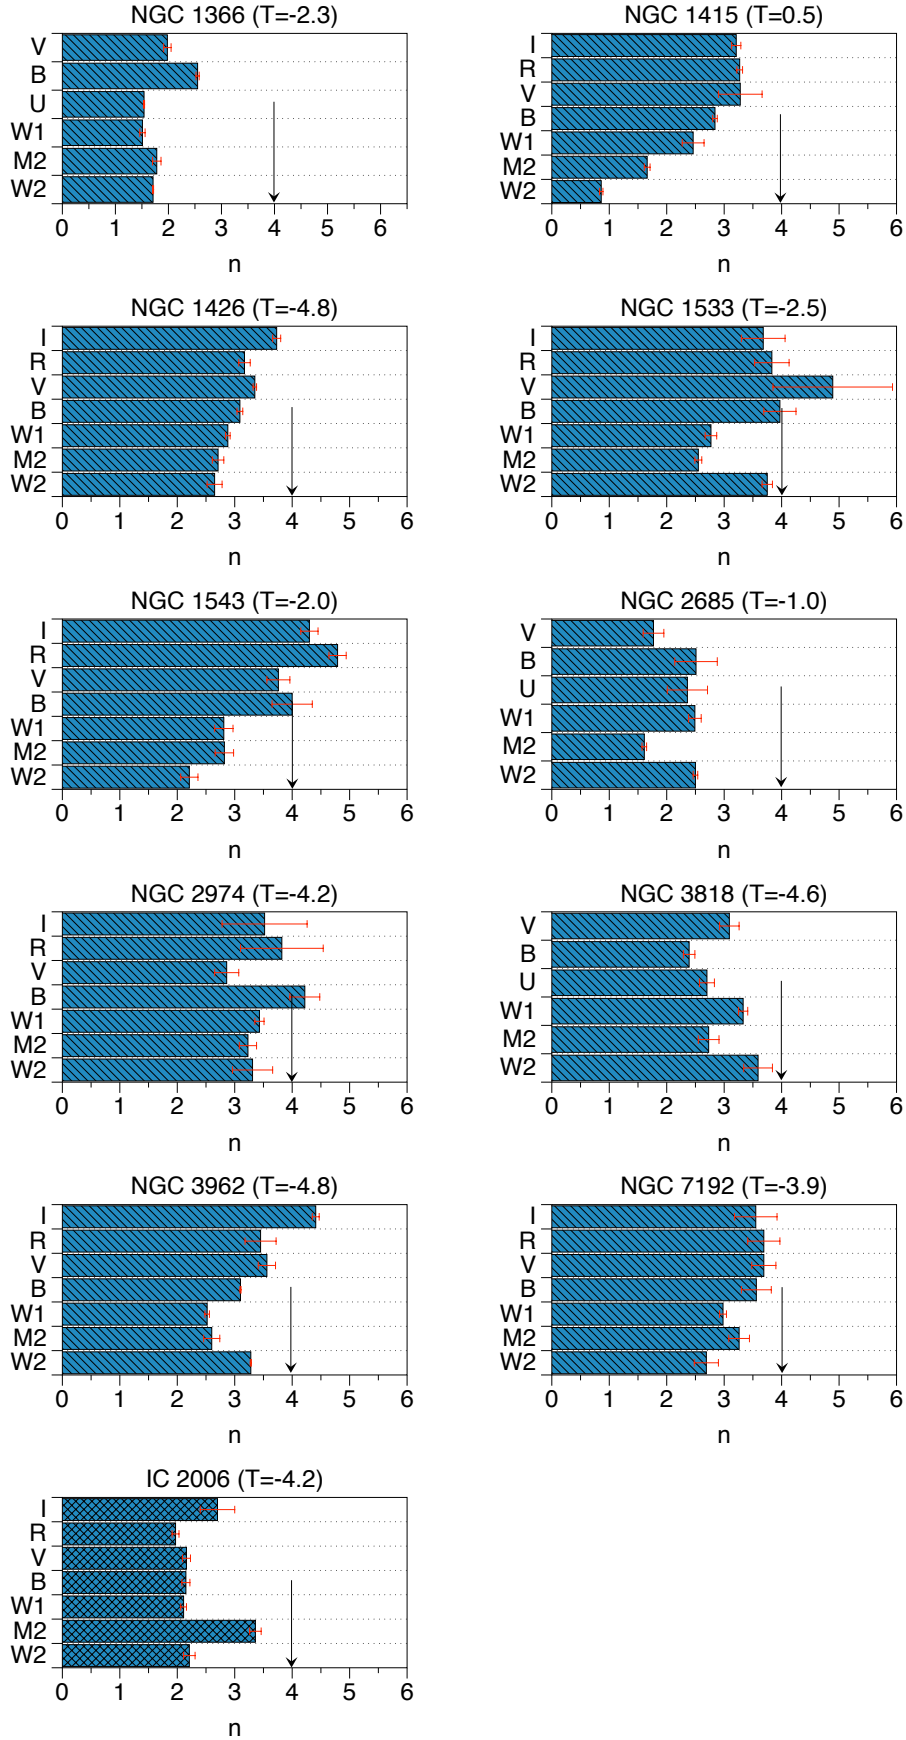 NGC 1366 (T=-2.3)
V
B
U
W1
M2
W2
0 1 2 3 4 5 6
n
NGC 1415 (T=0.5)
I
R
V
B
W1
M2
W2
0 1 2 3 4 5 6
n
NGC 1426 (T=-4.8)
I
R
V
B
W1
M2
W2
0 1 2 3 4 5 6
n
NGC 1533 (T=-2.5)
I
R
V
B
W1
M2
W2
0 1 2 3 4 5 6
n
NGC 1543 (T=-2.0)
I
R
V
B
W1
M2
W2
0 1 2 3 4 5 6
n
NGC 2685 (T=-1.0)
V
B
U
W1
M2
W2
0 1 2 3 4 5 6
n
NGC 2974 (T=-4.2)
I
R
V
B
W1
M2
W2
0 1 2 3 4 5 6
n
NGC 3818 (T=-4.6)
V
B
U
W1
M2
W2
0 1 2 3 4 5 6
n
NGC 3962 (T=-4.8)
I
R
V
B
W1
M2
W2
0 1 2 3 4 5 6
n
NGC 7192 (T=-3.9)
I
R
V
B
W1
M2
W2
0 1 2 3 4 5 6
n
IC 2006 (T=-4.2)
I
R
V
B
W1
M2
W2
0 1 2 3 4 5 6
n